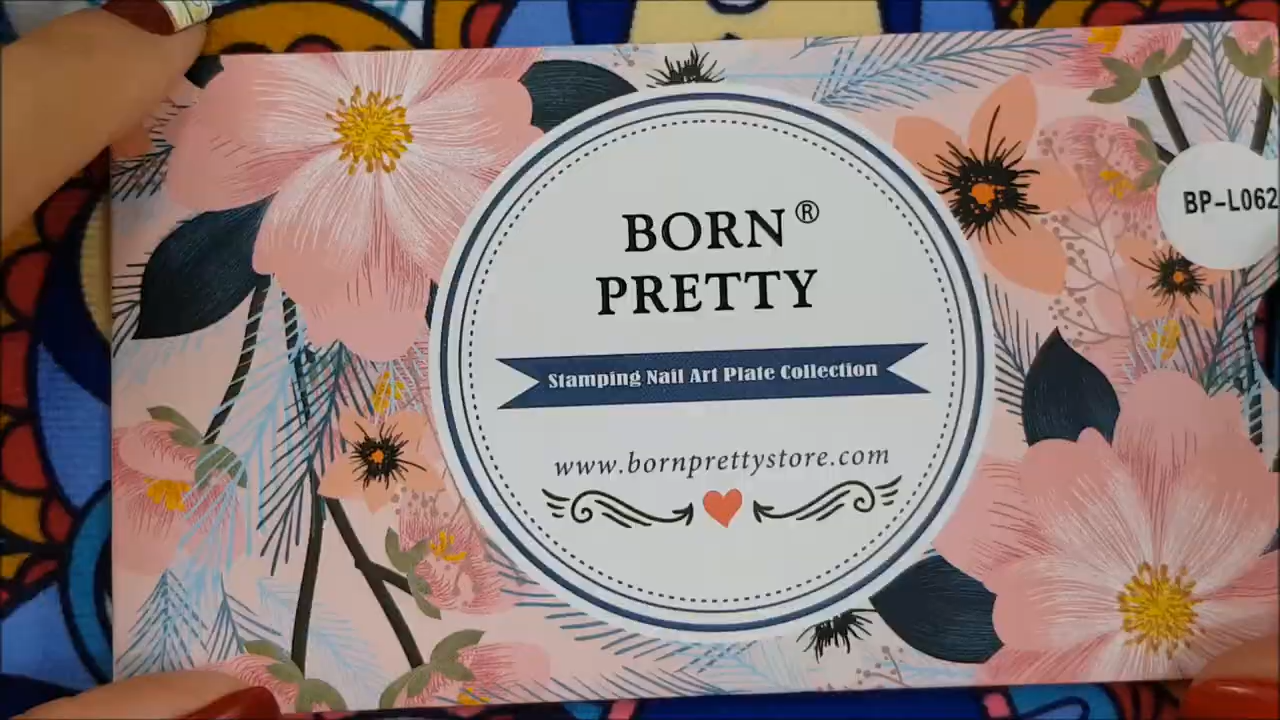 BORN®
PRETTY
Stamping Nail Art Plate Collection
www.bornprettystore.com
BP-L062